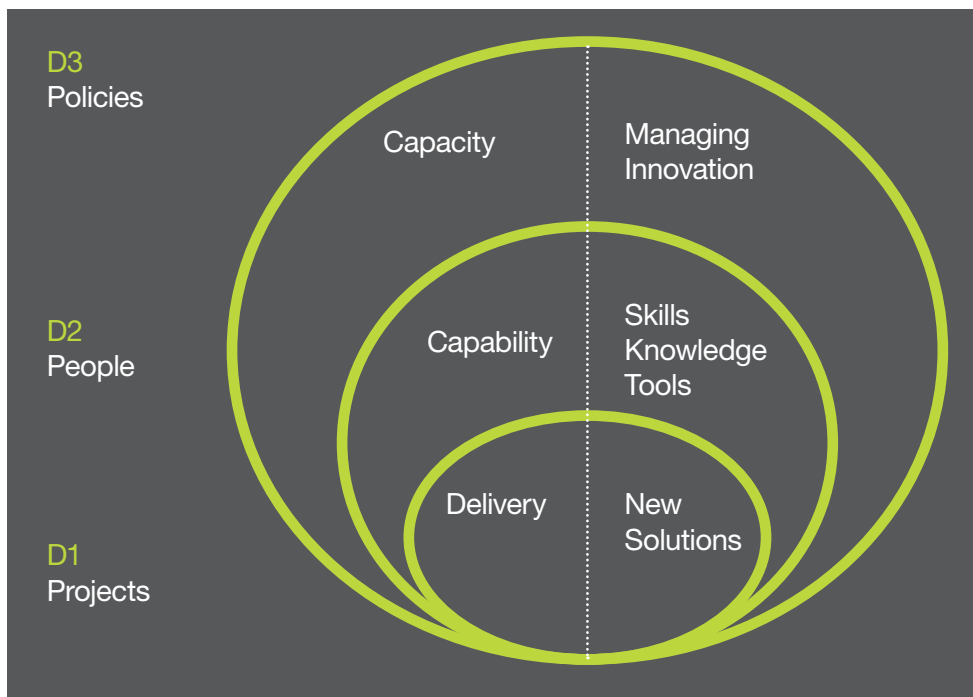 D3
Policies
Capacity
Managing
Innovation
D2
People
Capability
Skills
Knowledge
Tools
D1
Projects
Delivery
New
Solutions